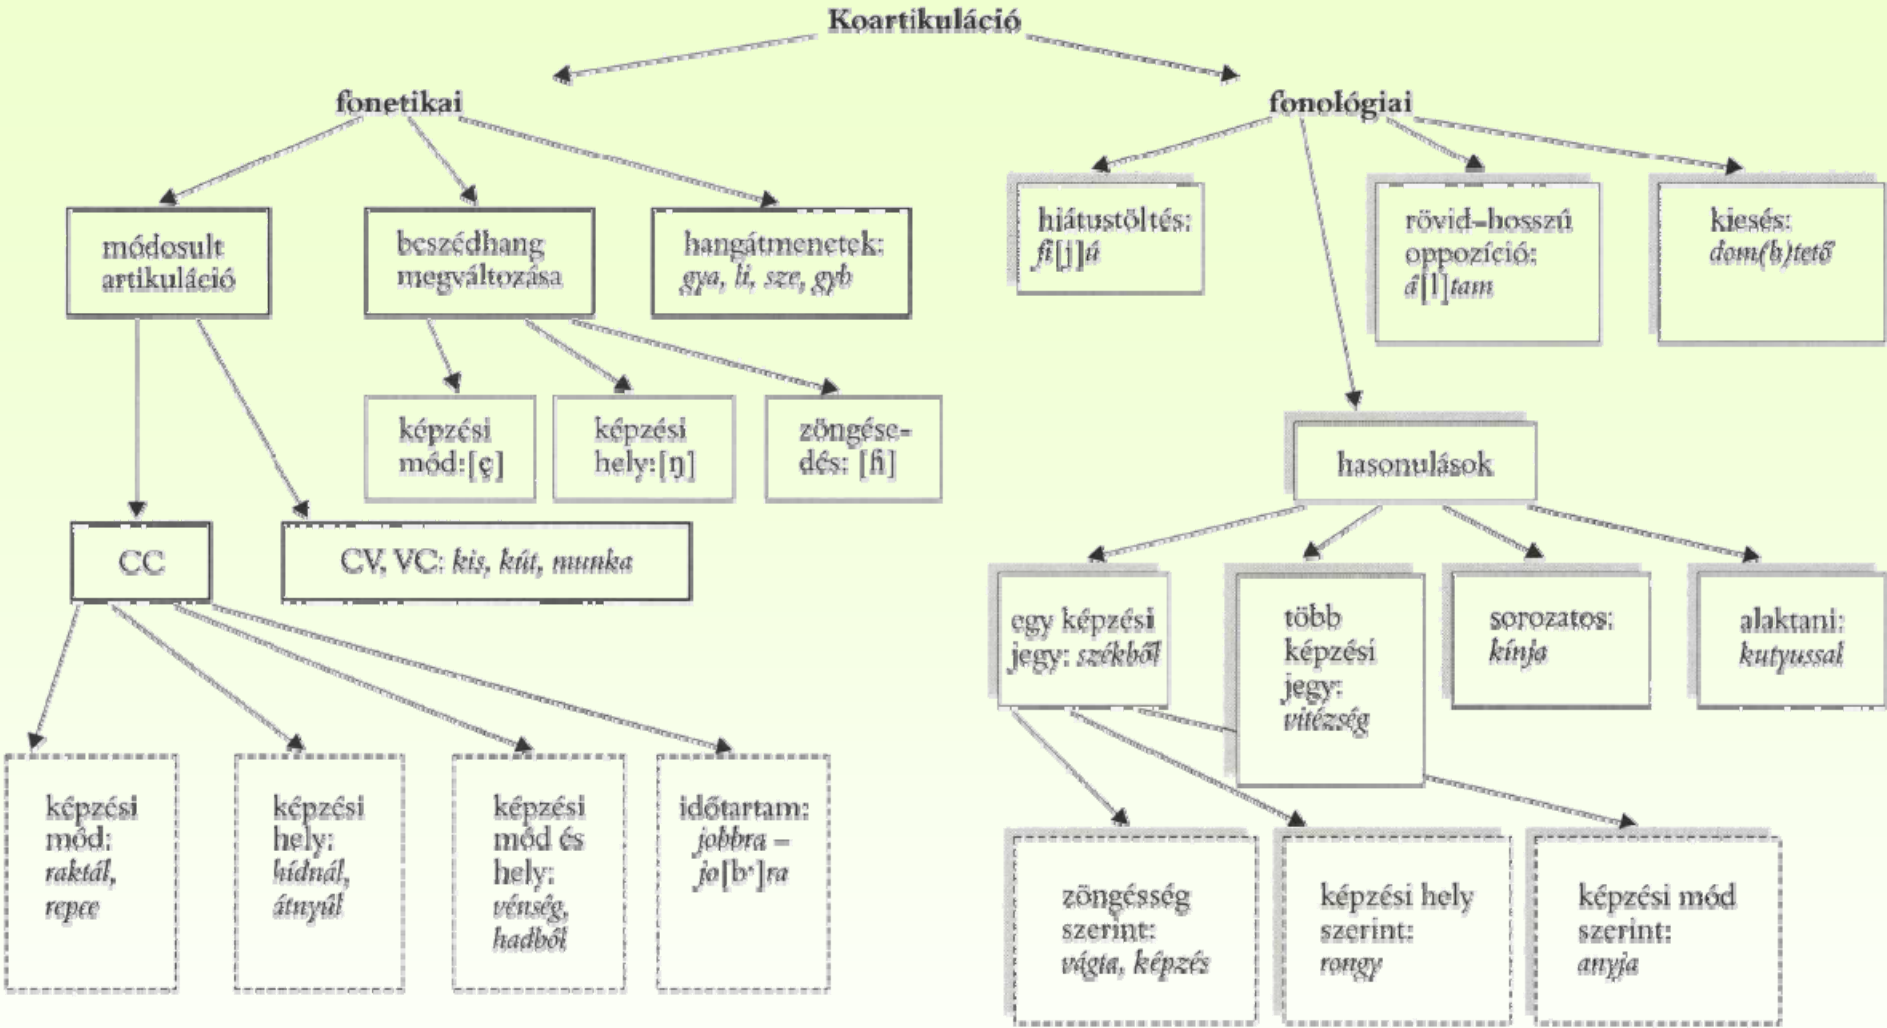 Koartikuláció
fonetikai
fonológiai
módosult
artikuláció
beszédhang
megváltozása
hangátmenetek:
gya, li, sze, gyb
hiátustöltés:
fi[j]ú
rövid–hosszú
oppozíció:
á[l]tam
kiesés:
dom(b)tető
képzési
mód:[ç]
képzési
hely:[ŋ]
zöngése-
dés: [ɦ]
hasonulások
CC
CV, VC: kis, kút, munka
egy képzési
jegy: székből
több
képzési
jegy:
vitézség
sorozatos:
kínja
alaktani:
kutyussal
képzési
mód:
raktál,
repce
képzési
hely:
hídnál,
átnyúl
képzési
mód és
hely:
vénség,
hadból
időtartam:
jobbra –
jo[bˑ]ra
zöngésség
szerint:
vágta, képzés
képzési hely
szerint:
rongy
képzési mód
szerint:
anyja